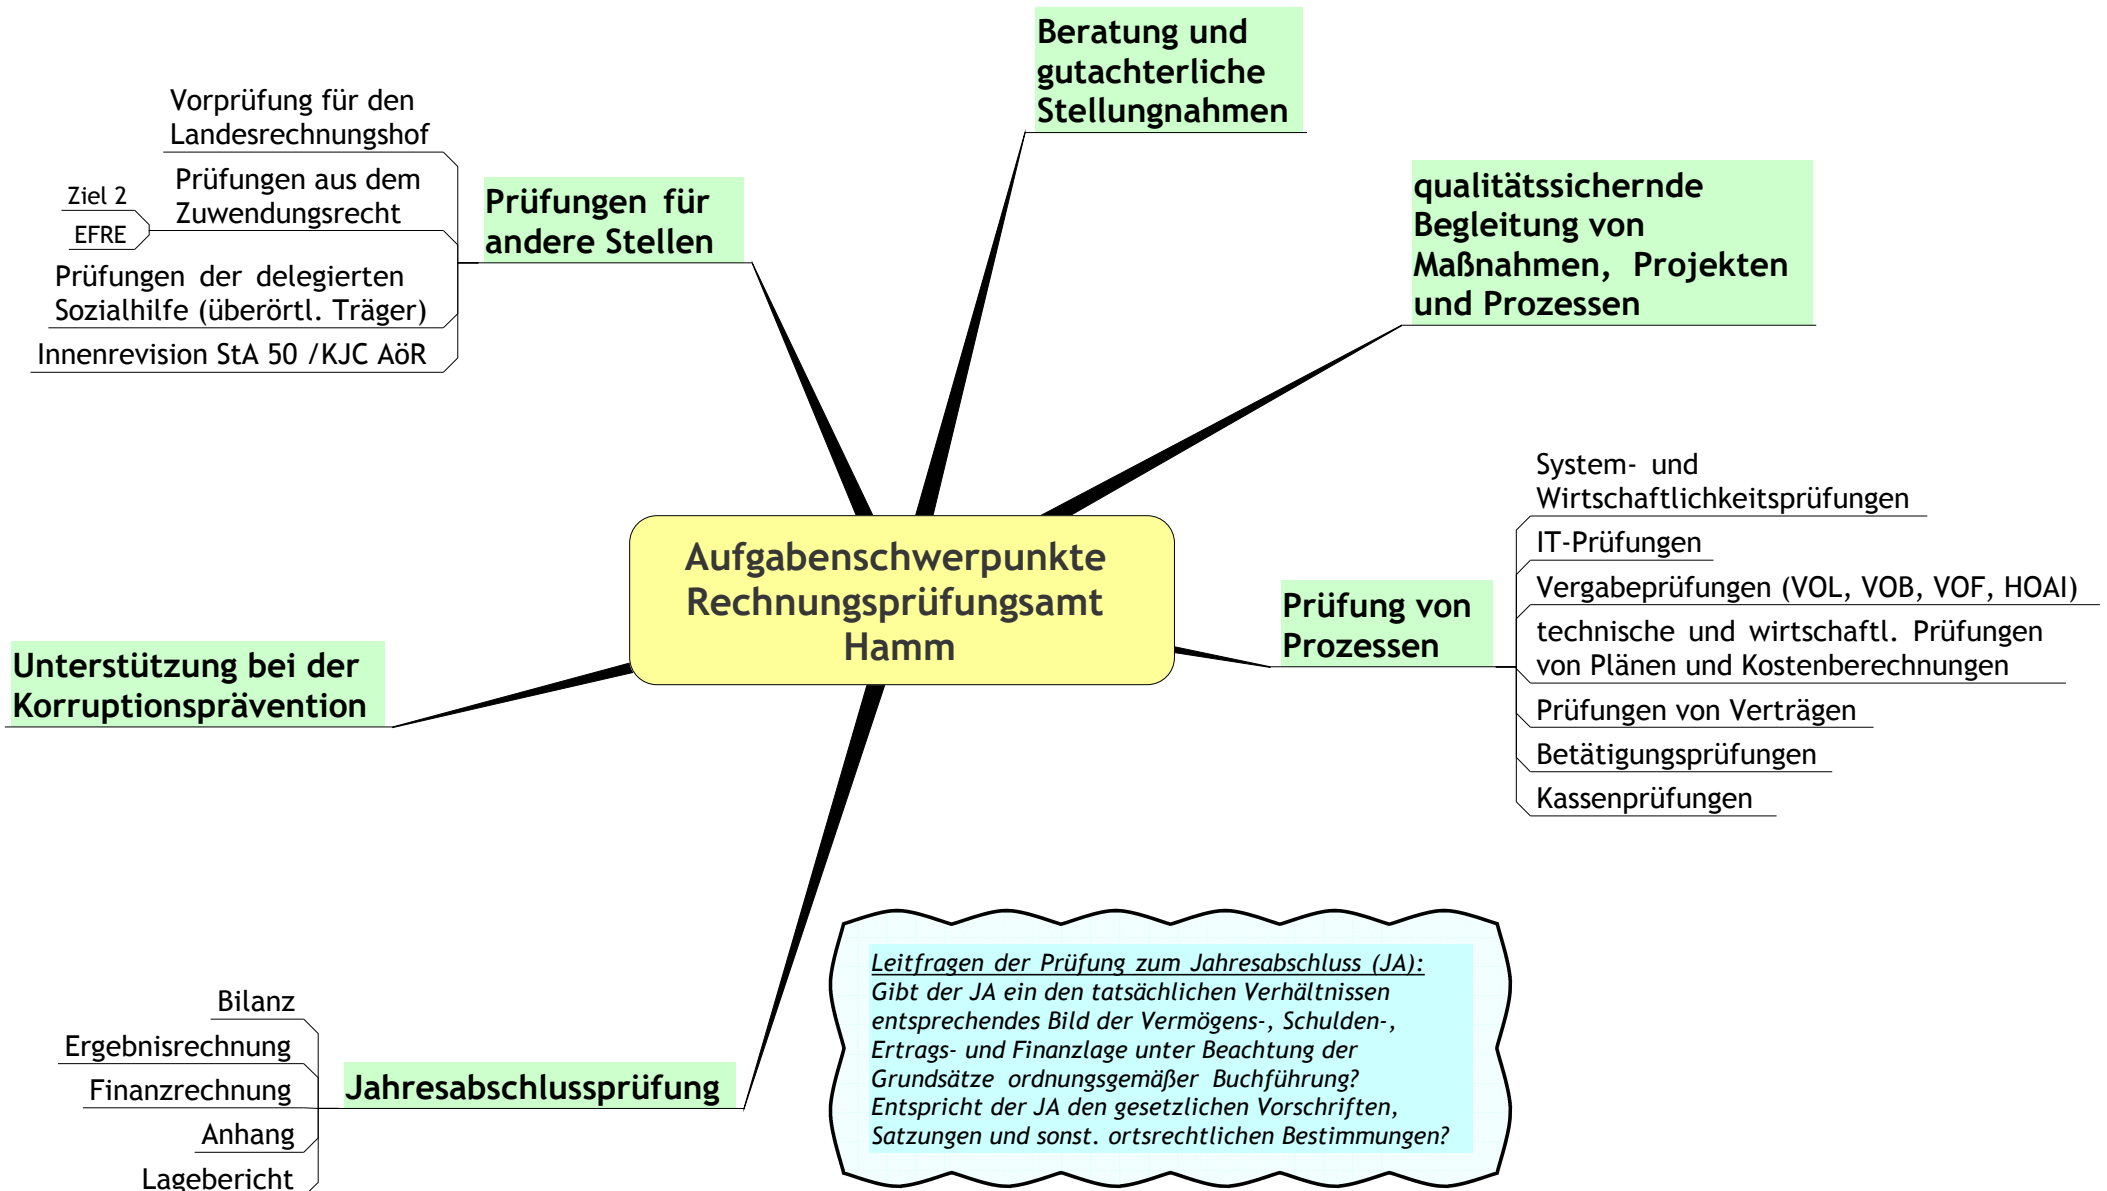 Beratung und
gutachterliche
Stellungnahmen
Vorprüfung für den
Landesrechnungshof
Prüfungen aus dem
Zuwendungsrecht
Ziel 2
EFRE
Prüfungen der delegierten
Sozialhilfe (überörtl. Träger)
Innenrevision StA 50 /KJC AöR
Prüfungen für
andere Stellen
qualitätssichernde
Begleitung von
Maßnahmen, Projekten
und Prozessen
Aufgabenschwerpunkte
Rechnungsprüfungsamt
Hamm
Prüfung von
Prozessen
System- und
Wirtschaftlichkeitsprüfungen
IT-Prüfungen
Vergabeprüfungen (VOL, VOB, VOF, HOAI)
technische und wirtschaftl. Prüfungen
von Plänen und Kostenberechnungen
Prüfungen von Verträgen
Betätigungsprüfungen
Kassenprüfungen
Unterstützung bei der
Korruptionsprävention
Jahresabschlussprüfung
Bilanz
Ergebnisrechnung
Finanzrechnung
Anhang
Lagebericht
Leitfragen der Prüfung zum Jahresabschluss (JA):
Gibt der JA ein den tatsächlichen Verhältnissen
entsprechendes Bild der Vermögens-, Schulden-,
Ertrags- und Finanzlage unter Beachtung der
Grundsätze ordnungsgemäßer Buchführung?
Entspricht der JA den gesetzlichen Vorschriften,
Satzungen und sonst. ortsrechtlichen Bestimmungen?